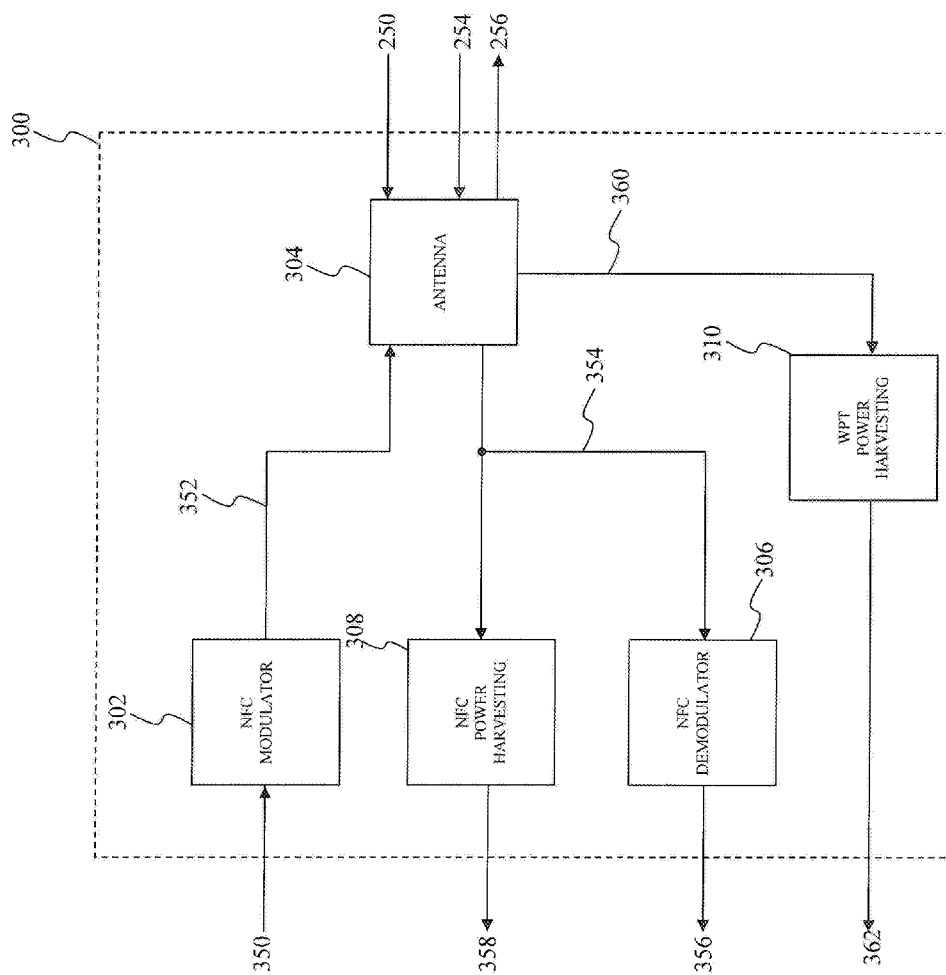 300
250
254
256
304
ANTENNA
360
352
354
310
WPT
POWER
HARVESTING
302
NFC
MODULATOR
308
NFC
POWER
HARVESTING
306
NFC
DEMODULATOR
350
358
356
362